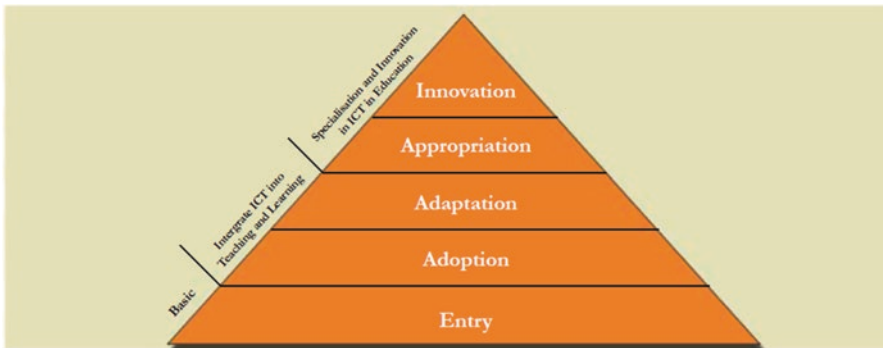 Specialisation and Innovation
in ICT in Education
Innovation
Appropriation
Intergrate ICT into
Teaching and Learning
Adaptation
Adoption
Basic
Entry